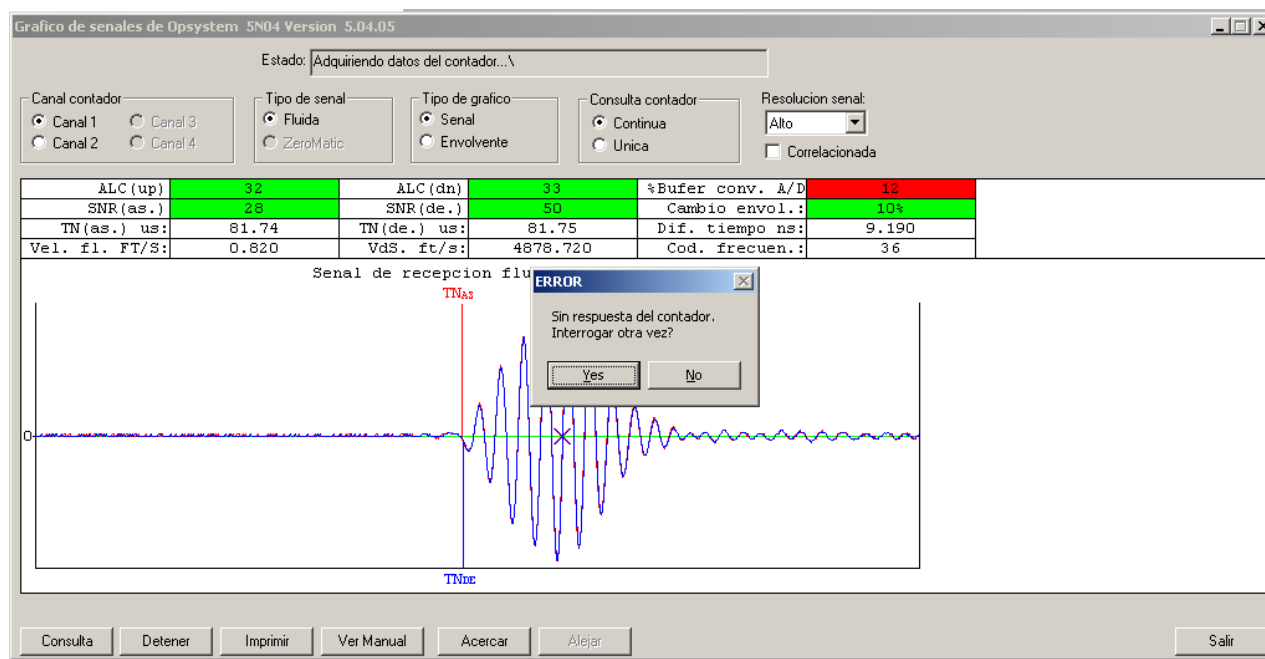 Grafico de senales de Opsystem 5N04 Version 5.04.05
Estado: Adquiriendo datos del contador...\
Canal contador Tipo de senal Tipo de grafico Consulta contador Resolucion senal:
Canal 1 Canal 3 Fluida Senal Continua Alto
Canal 2 Canal 4 ZeroMatic Envolvente Unica Correlacionada
ALC(up) 32 ALC(dn) 33 %Bufer conv. A/D 12
SNR(as.) 28 SNR(de.) 50 Cambio envol.: 10%
TN(as.) us: 81.74 TN(de.) us: 81.75 Dif. tiempo ns: 9.190
Vel. fl. FT/S: 0.820 VdS. ft/s: 4878.720 Cod. frecuen.: 36
Senal de recepcion
ERROR
TNAS
Sin respuesta del contador.
Interrogar otra vez?
Yes No
0
TNDE
Consulta Detener Imprimir Ver Manual Acercar Alejar Salir